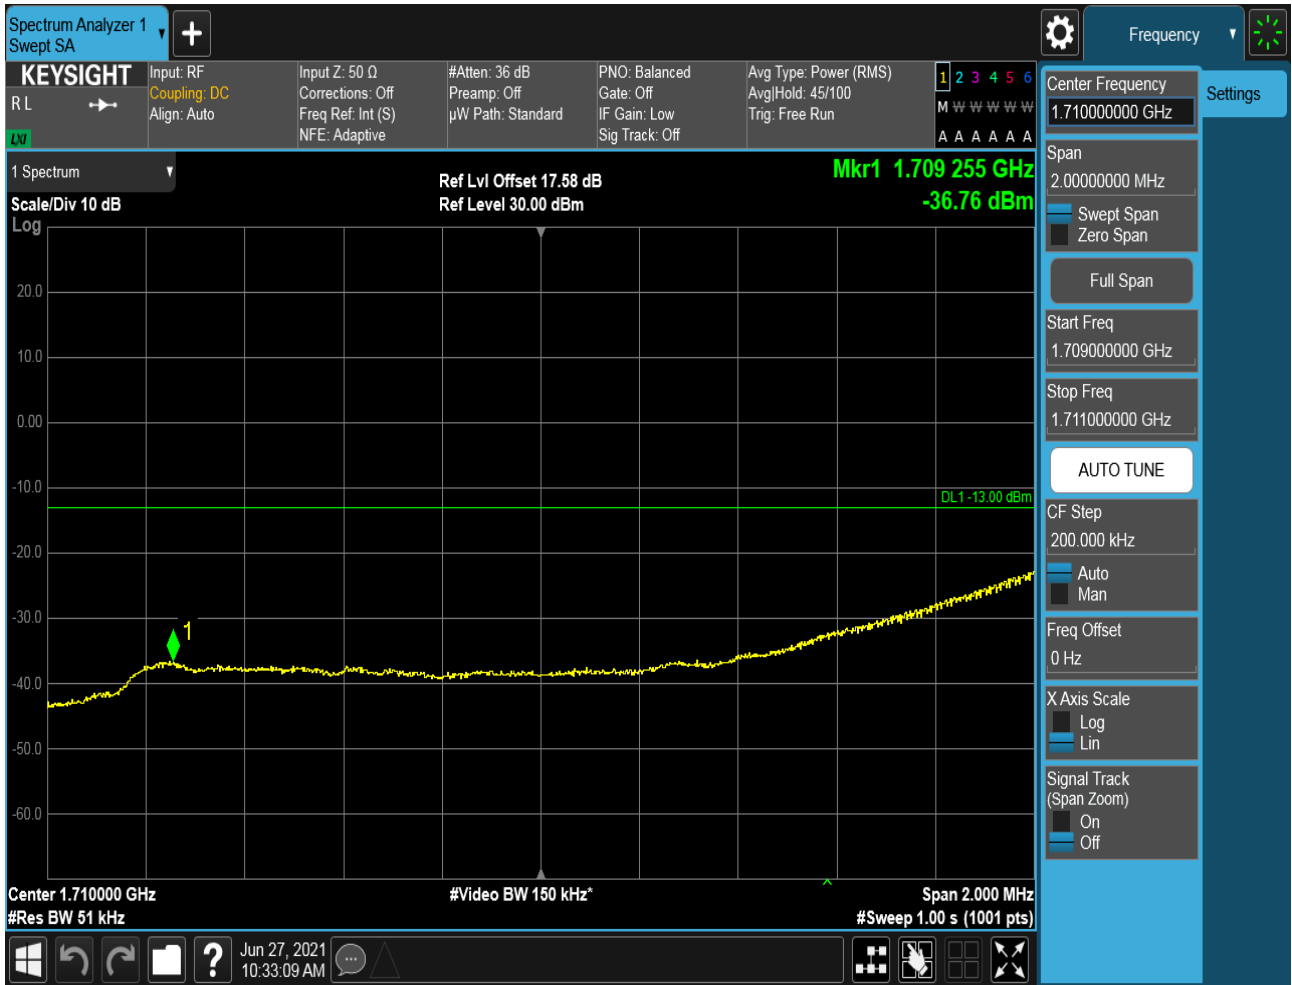 Spectrum Analyzer 1
Swept SA
Frequency
KEYSIGHT
R L
LXI
Input: RF
Coupling: DC
Align: Auto
Input Z: 50 Ω
Corrections: Off
Freq Ref: Int (S)
NFE: Adaptive
#Atten: 36 dB
Preamp: Off
µW Path: Standard
PNO: Balanced
Gate: Off
IF Gain: Low
Sig Track: Off
Avg Type: Power (RMS)
Avg|Hold: 45/100
Trig: Free Run
1 2 3 4 5 6
M W W W W W
A A A A A A
1 Spectrum
Scale/Div 10 dB
Log
Ref Lvl Offset 17.58 dB
Ref Level 30.00 dBm
Mkr1 1.709 255 GHz
-36.76 dBm
20.0
10.0
0.00
-10.0
-20.0
-30.0
-40.0
-50.0
-60.0
DL1 -13.00 dBm
1
Center 1.710000 GHz
#Res BW 51 kHz
#Video BW 150 kHz*
Span 2.000 MHz
#Sweep 1.00 s (1001 pts)
Jun 27, 2021
10:33:09 AM
Center Frequency
1.710000000 GHz
Settings
Span
2.00000000 MHz
Swept Span
Zero Span
Full Span
Start Freq
1.709000000 GHz
Stop Freq
1.711000000 GHz
AUTO TUNE
CF Step
200.000 kHz
Auto
Man
Freq Offset
0 Hz
X Axis Scale
Log
Lin
Signal Track
(Span Zoom)
On
Off